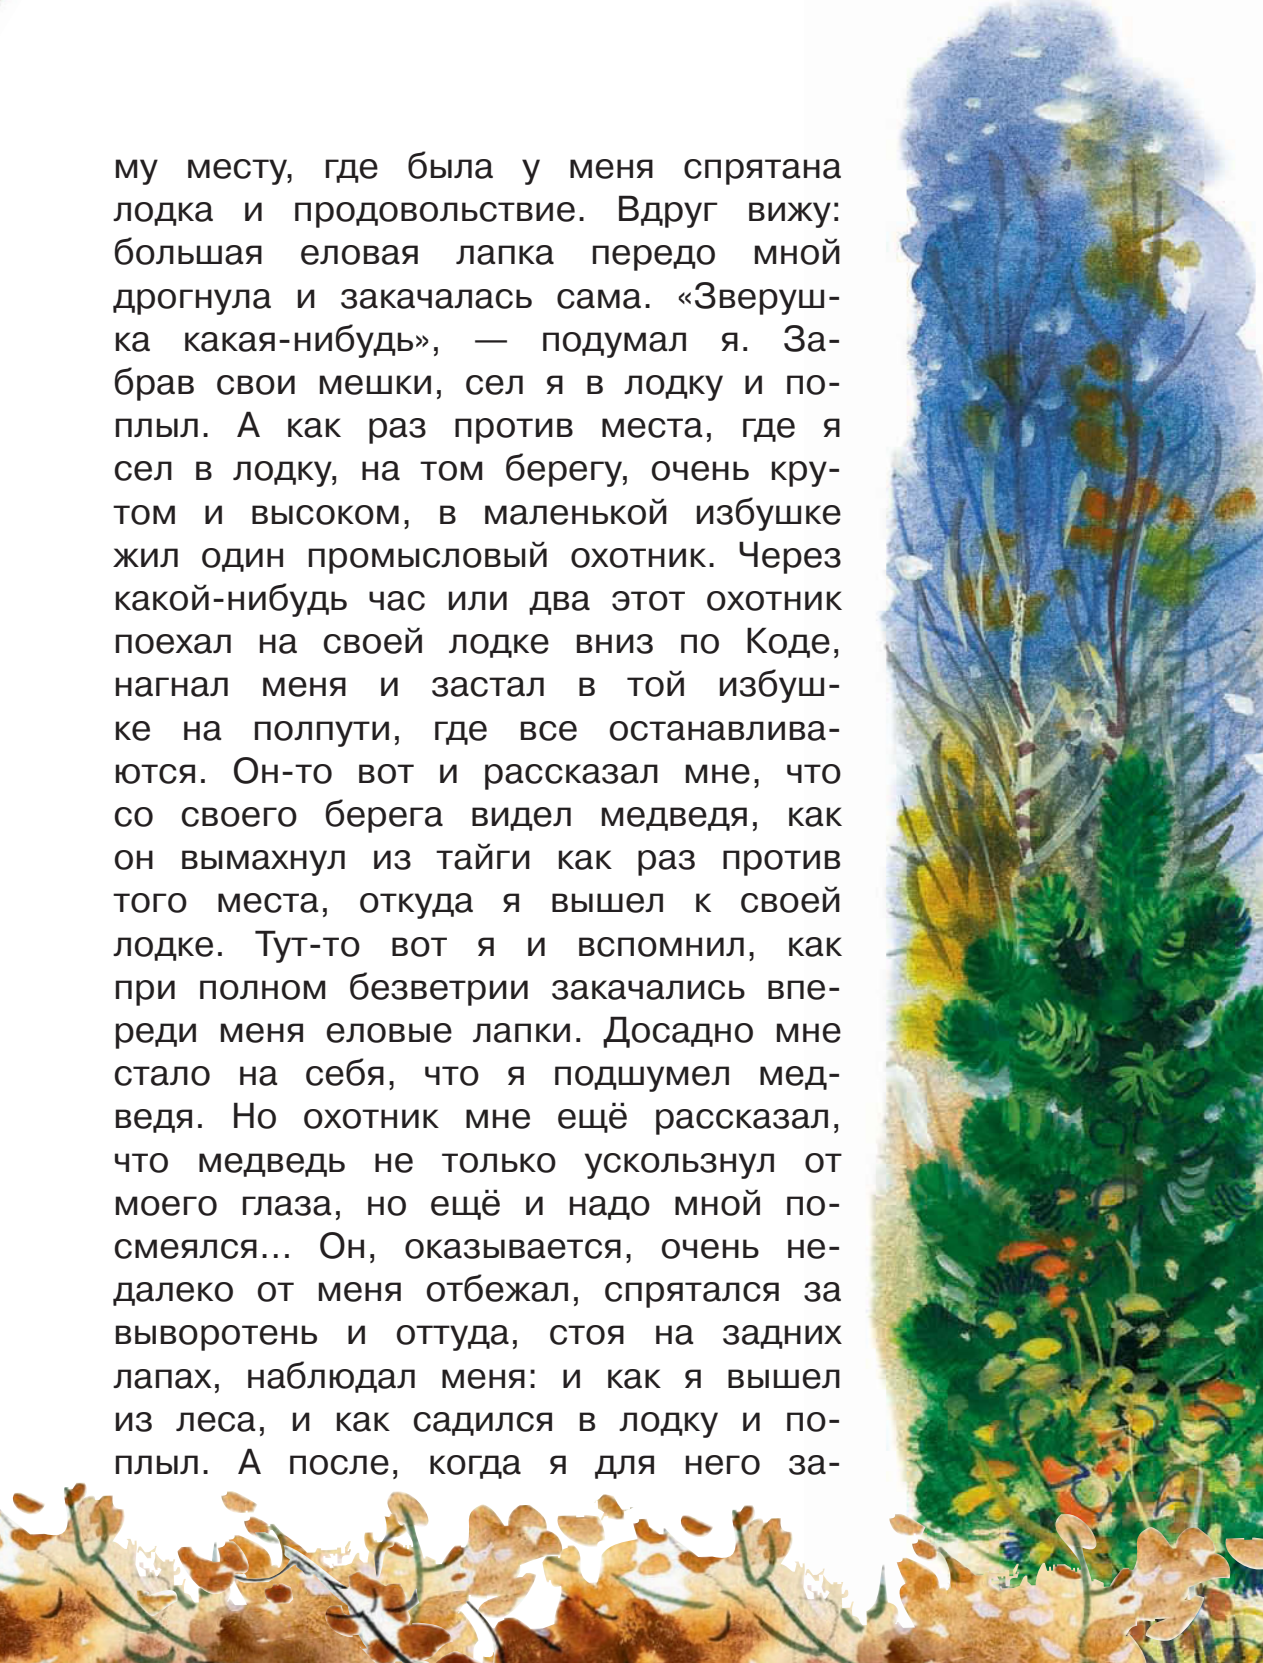 му месту, где была у меня спрятана
лодка и продовольствие. Вдруг вижу:
большая еловая лапка передо мной
дрогнула и закачалась сама. «Зверуш-
ка какая-нибудь», — подумал я. За-
брав свои мешки, сел я в лодку и по-
плыл. А как раз против места, где я
сел в лодку, на том берегу, очень кру-
том и высоком, в маленькой избушке
жил один промысловый охотник. Через
какой-нибудь час или два этот охотник
поехал на своей лодке вниз по Коде,
нагнал меня и застал в той избуш-
ке на полпути, где все останавлива-
ются. Он-то вот и рассказал мне, что
со своего берега видел медведя, как
он вымахнул из тайги как раз против
того места, откуда я вышел к своей
лодке. Тут-то вот я и вспомнил, как
при полном безветрии закачались впе-
реди меня еловые лапки. Досадно мне
стало на себя, что я подшумел мед-
ведя. Но охотник мне ещё рассказал,
что медведь не только ускользнул от
моего глаза, но ещё и надо мной по-
смеялся... Он, оказывается, очень не-
далеко от меня отбежал, спрятался за
выворотень и оттуда, стоя на задних
лапах, наблюдал меня: и как я вышел
из леса, и как садился в лодку и по-
плыл. А после, когда я для него за-